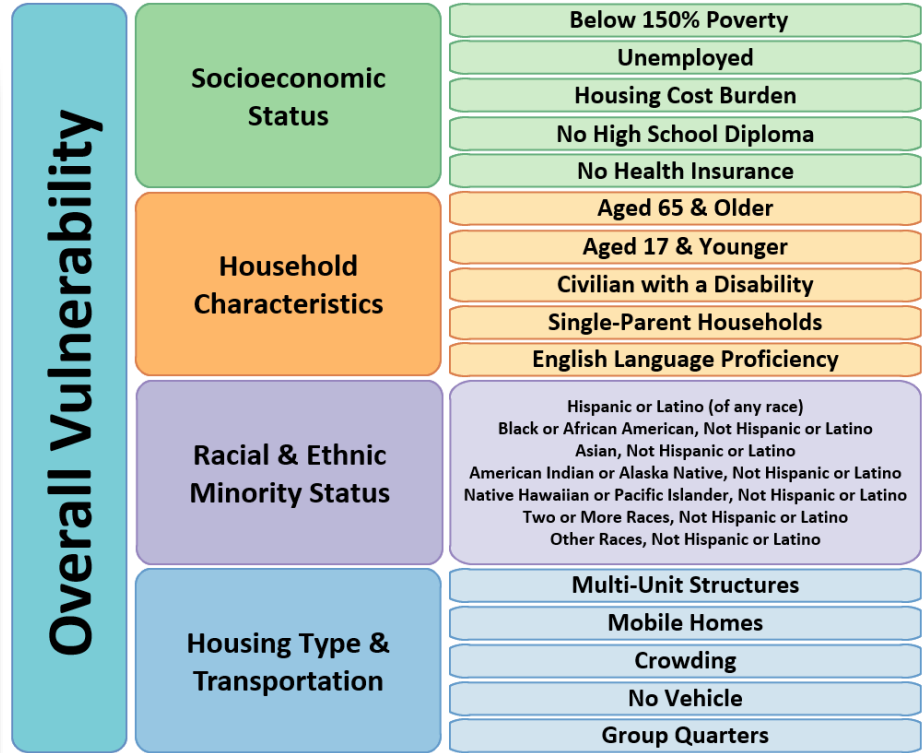 Overall Vulnerability
Socioeconomic
Status
Below 150% Poverty
Unemployed
Housing Cost Burden
No High School Diploma
No Health Insurance
Household
Characteristics
Aged 65 & Older
Aged 17 & Younger
Civilian with a Disability
Single-Parent Households
English Language Proficiency
Racial & Ethnic
Minority Status
Hispanic or Latino (of any race)
Black or African American, Not Hispanic or Latino
Asian, Not Hispanic or Latino
American Indian or Alaska Native, Not Hispanic or Latino
Native Hawaiian or Pacific Islander, Not Hispanic or Latino
Two or More Races, Not Hispanic or Latino
Other Races, Not Hispanic or Latino
Housing Type &
Transportation
Multi-Unit Structures
Mobile Homes
Crowding
No Vehicle
Group Quarters